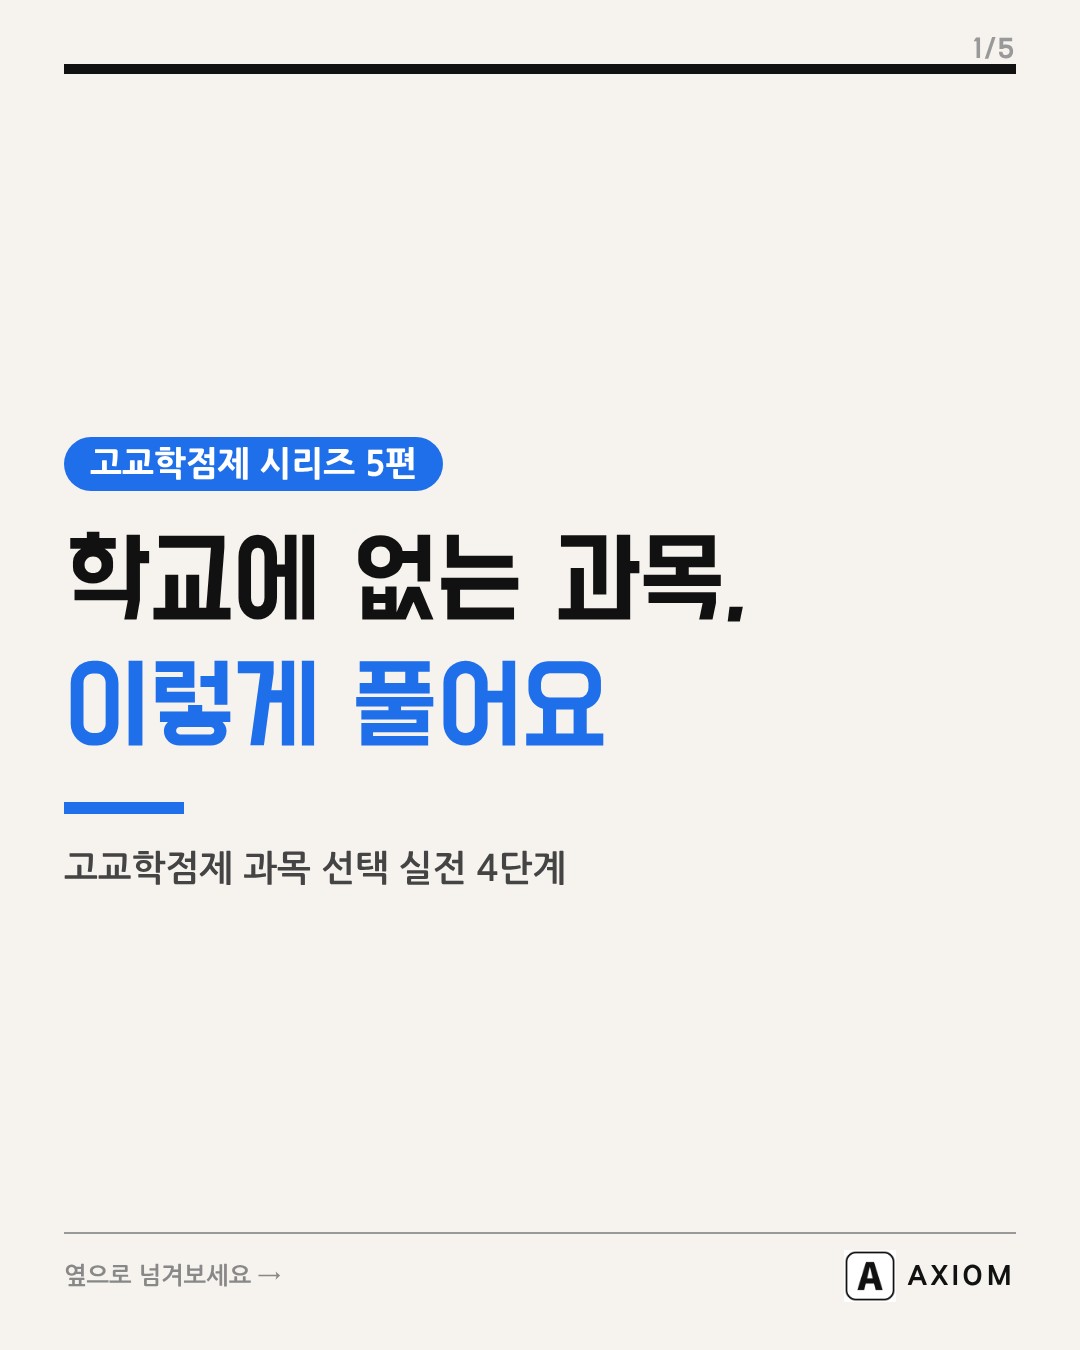 1/5
고교학점제 시리즈 5편
학교에 없는 과목,
이렇게 풀어요
고교학점제 과목 선택 실전 4단계
옆으로 넘겨보세요 →
A AXIOM